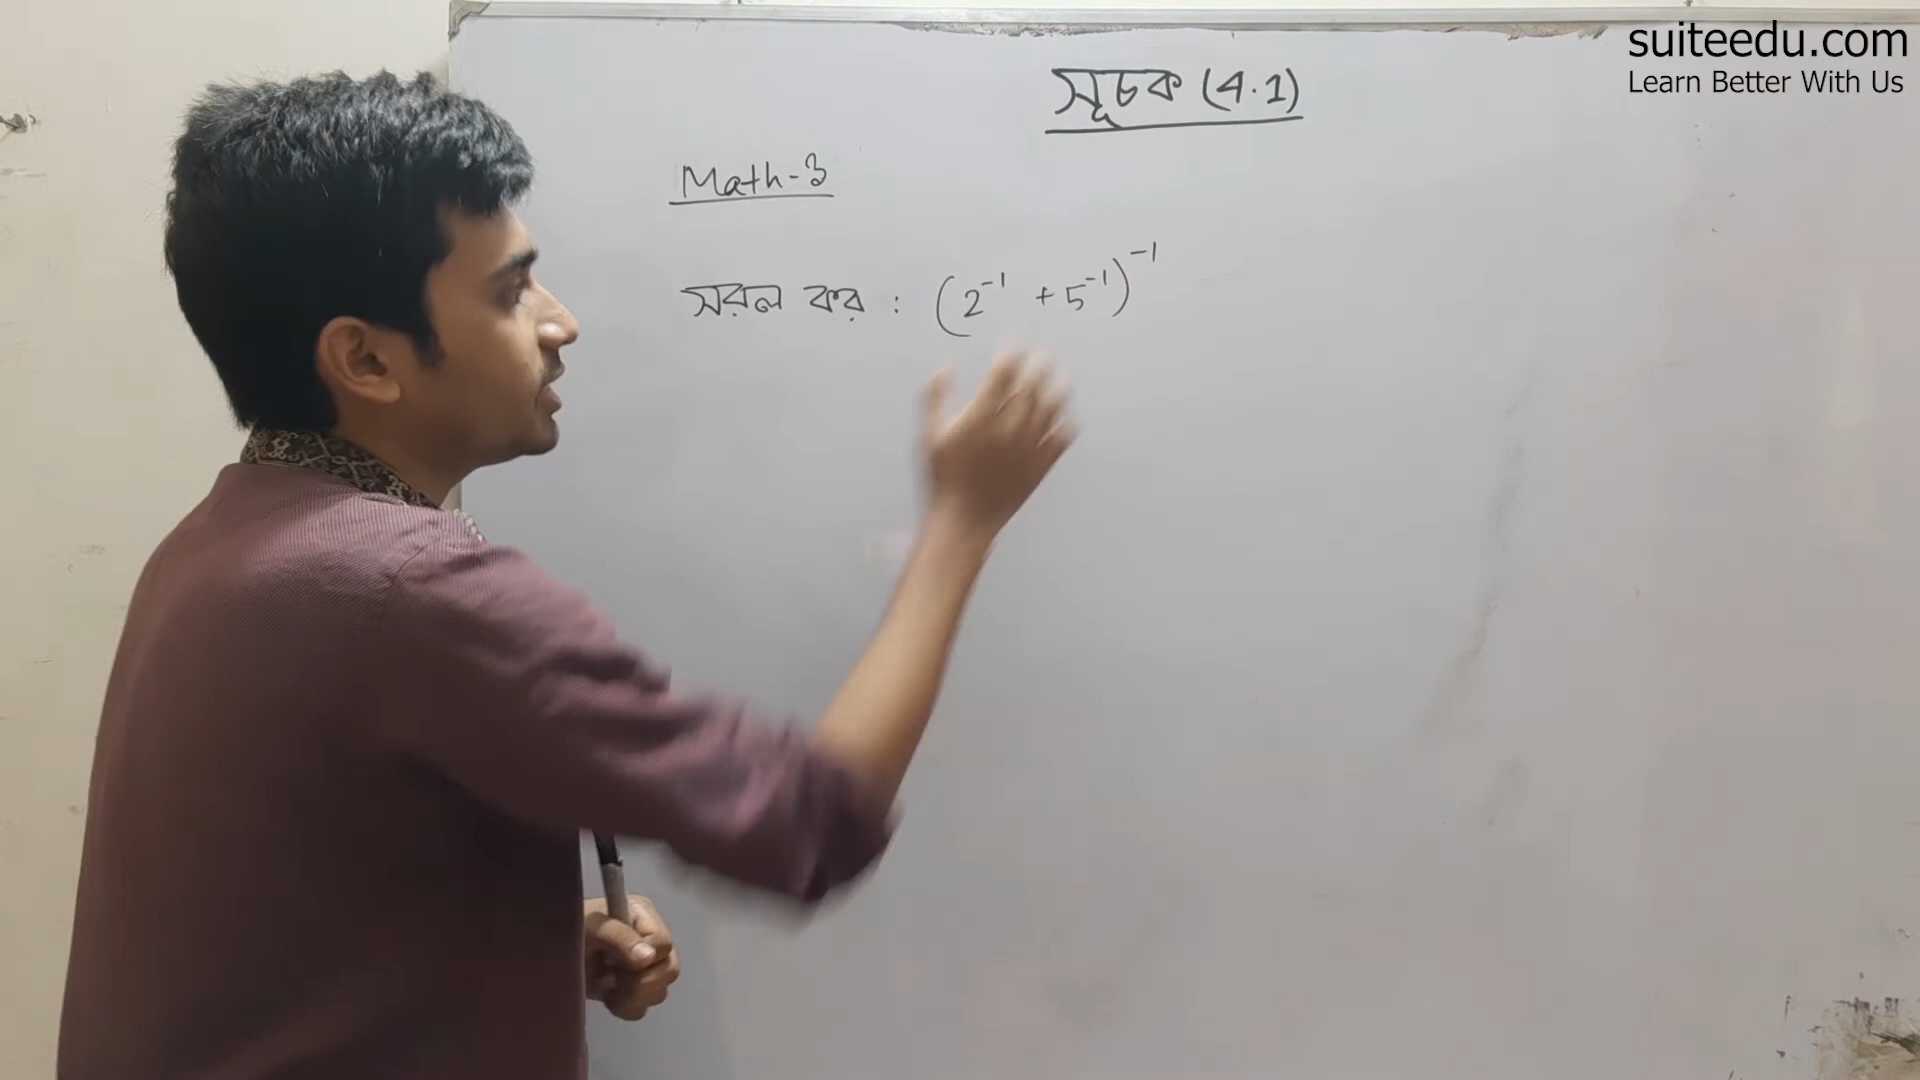 suiteedu.com
Learn Better With Us
সূচক (4.1)
Math-3
সরল কর : (2⁻¹ + 5⁻¹)⁻¹